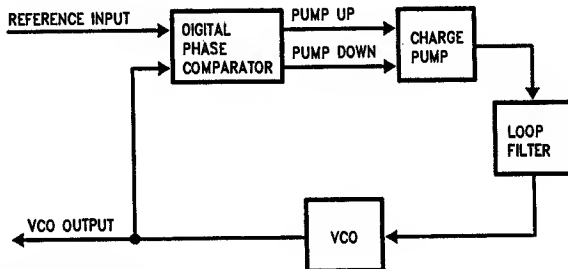 REFERENCE INPUT
DIGITAL
PHASE
COMPARATOR
PUMP UP
PUMP DOWN
CHARGE
PUMP
LOOP
FILTER
VCO
VCO OUTPUT